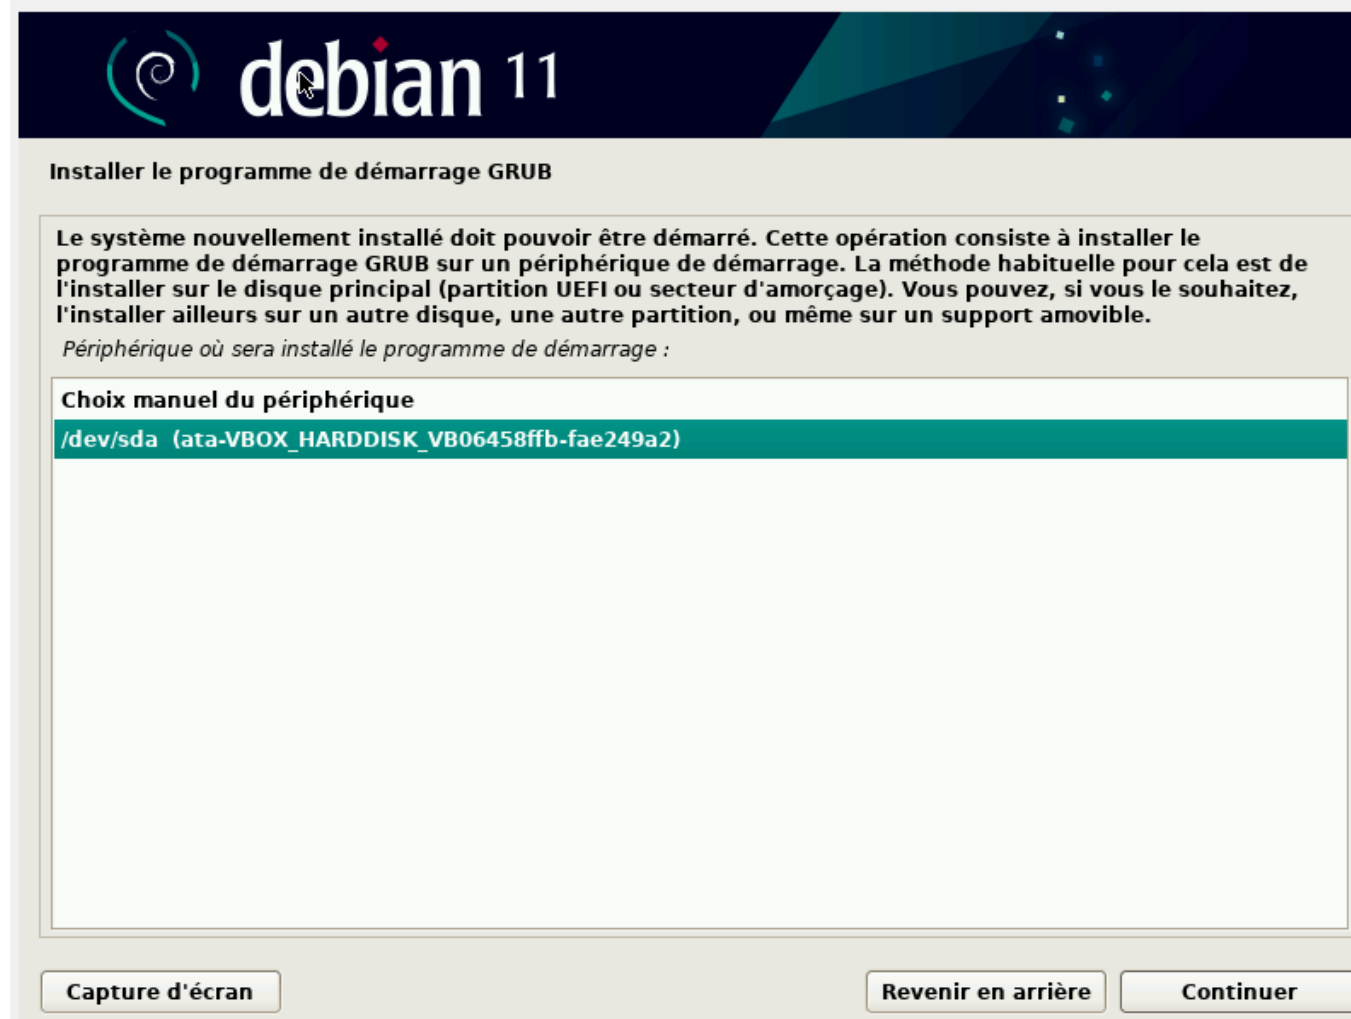 debian 11
Installer le programme de démarrage GRUB
Le système nouvellement installé doit pouvoir être démarré. Cette opération consiste à installer le
programme de démarrage GRUB sur un périphérique de démarrage. La méthode habituelle pour cela est de
l'installer sur le disque principal (partition UEFI ou secteur d'amorçage). Vous pouvez, si vous le souhaitez,
l'installer ailleurs sur un autre disque, une autre partition, ou même sur un support amovible.
Périphérique où sera installé le programme de démarrage :
Choix manuel du périphérique
/dev/sda (ata-VBOX_HARDDISK_VB06458ffb-fae249a2)
Capture d'écran
Revenir en arrière
Continuer